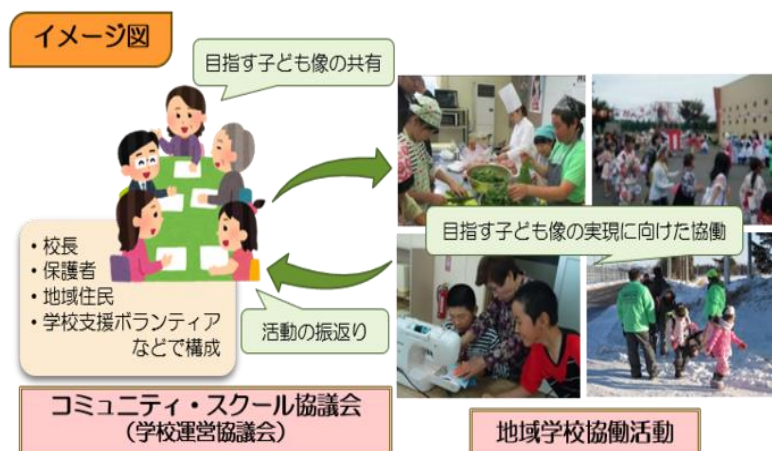 イメージ図
目指す子ども像の共有
・校長
・保護者
・地域住民
・学校支援ボランティア
などで構成
活動の振返り
目指す子ども像の実現に向けた協働
コミュニティ・スクール協議会
(学校運営協議会)
地域学校協働活動